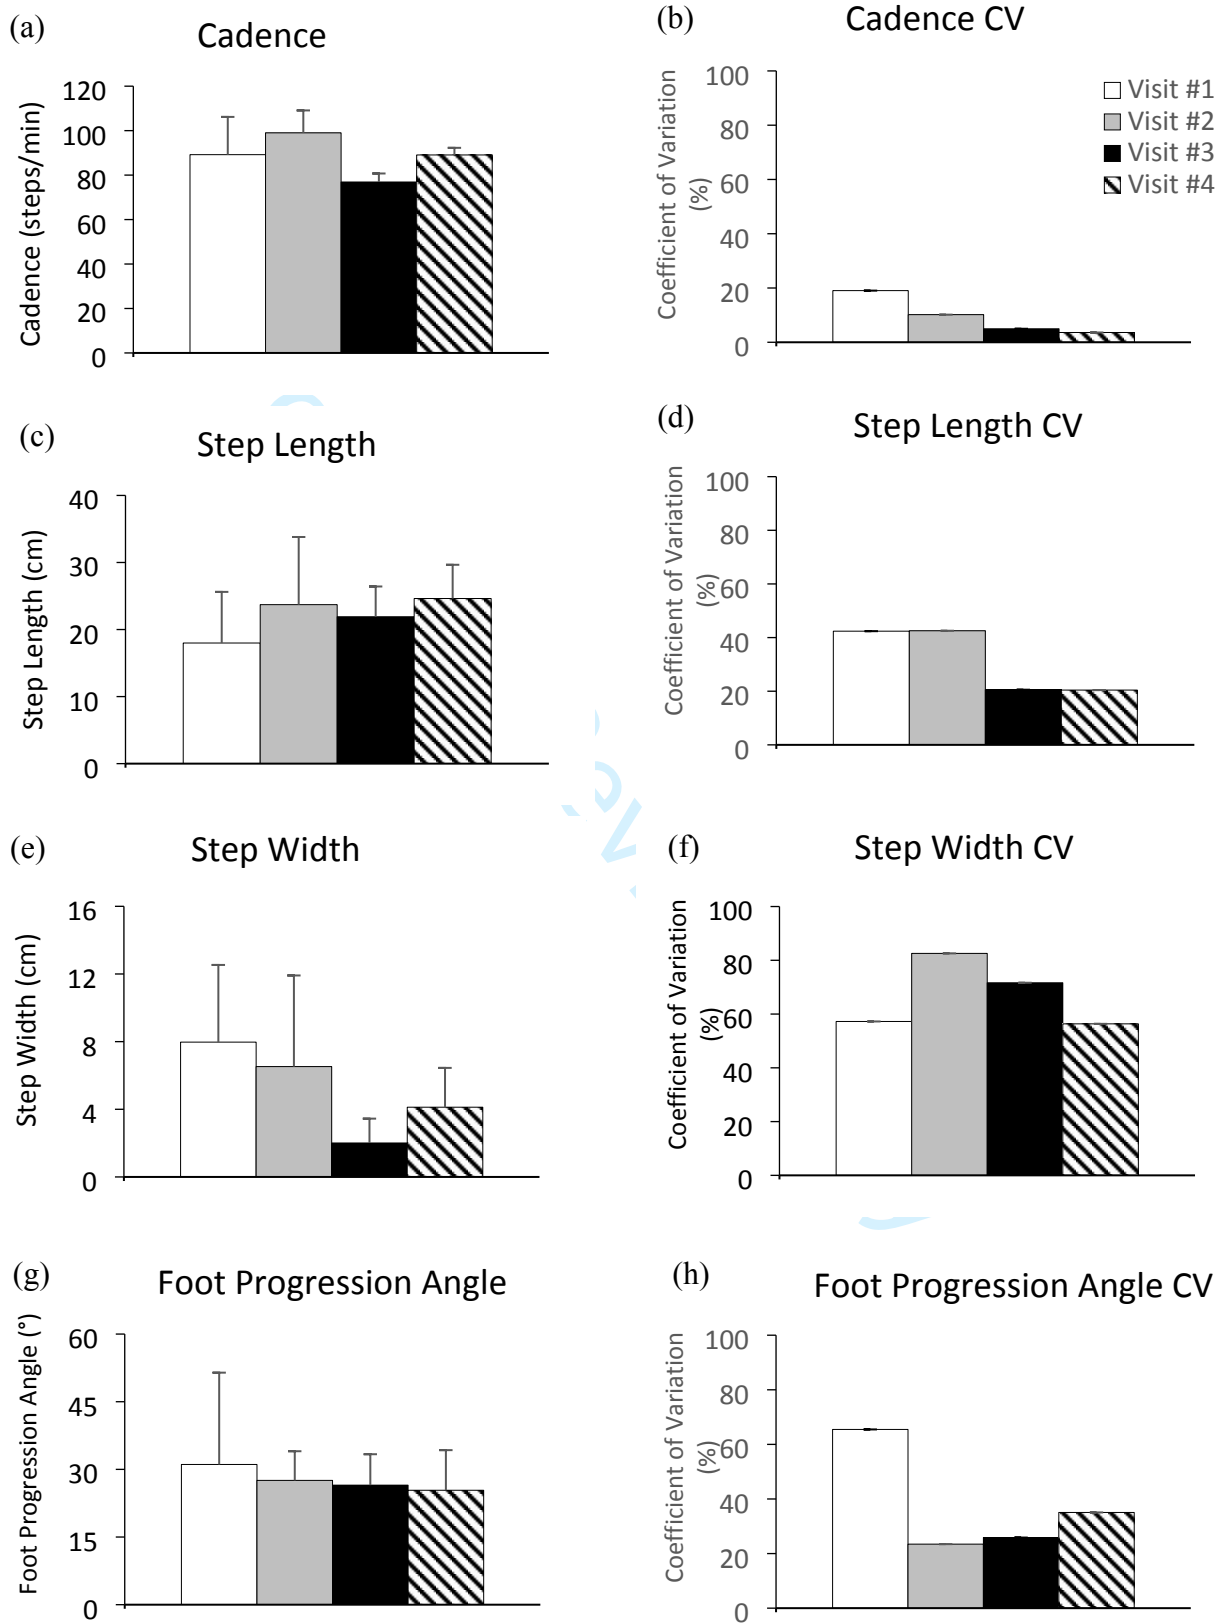 (a)
Cadence
Cadence (steps/min)
120
100
80
60
40
20
0
(b)
Cadence CV
Coefficient of Variation
(%)
100
80
60
40
20
0
Visit #1
Visit #2
Visit #3
Visit #4
(c)
Step Length
Step Length (cm)
40
30
20
10
0
(d)
Step Length CV
Coefficient of Variation
(%)
100
80
60
40
20
0
(e)
Step Width
Step Width (cm)
16
12
8
4
0
(f)
Step Width CV
Coefficient of Variation
(%)
100
80
60
40
20
0
(g)
Foot Progression Angle
Foot Progression Angle (°)
60
45
30
15
0
(h)
Foot Progression Angle CV
Coefficient of Variation
(%)
100
80
60
40
20
0